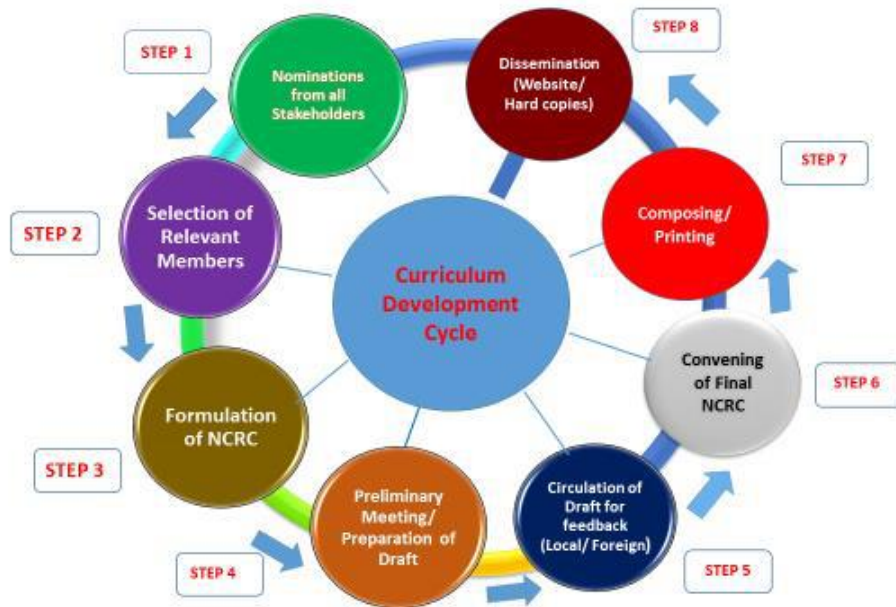 Curriculum
Development
Cycle
STEP 1
Nominations
from all
Stakeholders
STEP 2
Selection of
Relevant
Members
STEP 3
Formulation
of NCRC
STEP 4
Preliminary
Meeting/
Preparation of
Draft
STEP 5
Circulation of
Draft for
feedback
(Local/ Foreign)
STEP 6
Convening
of Final
NCRC
STEP 7
Composing/
Printing
STEP 8
Dissemination
(Website/
Hard copies)